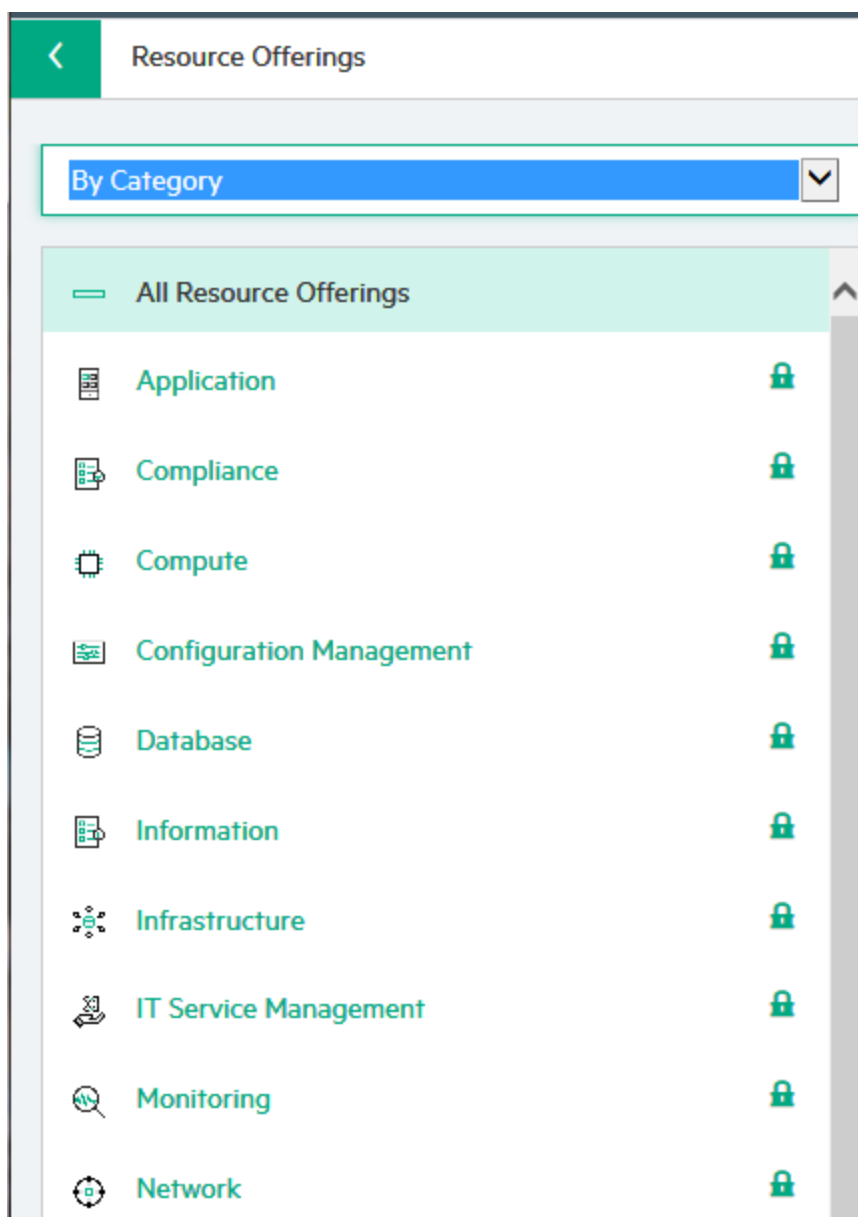 Resource Offerings
By Category
All Resource Offerings
Application
Compliance
Compute
Configuration Management
Database
Information
Infrastructure
IT Service Management
Monitoring
Network